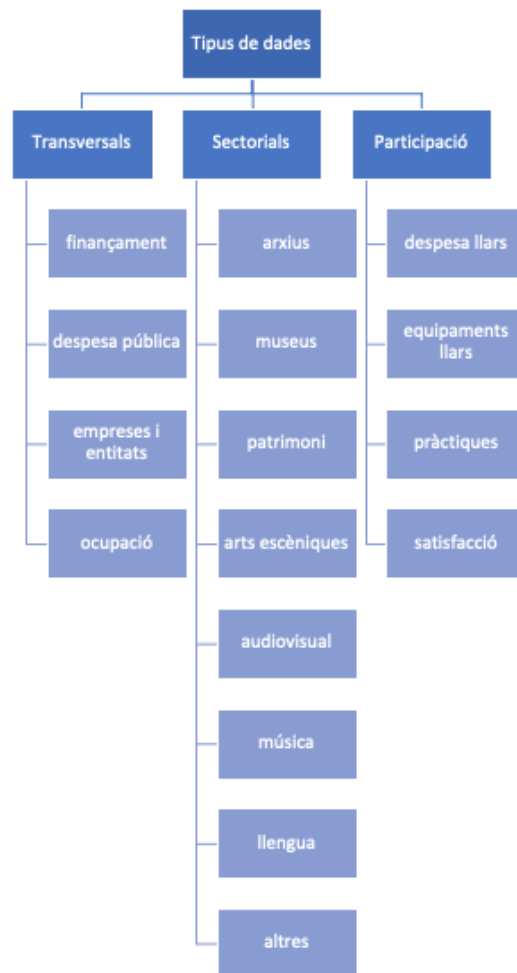 Tipus de dades
Transversals
finançament
despesa pública
empreses i
entitats
ocupació
Sectorials
arxius
museus
patrimoni
arts escèniques
audiovisual
música
llengua
altres
Participació
despesa llars
equipaments
llars
pràctiques
satisfacció